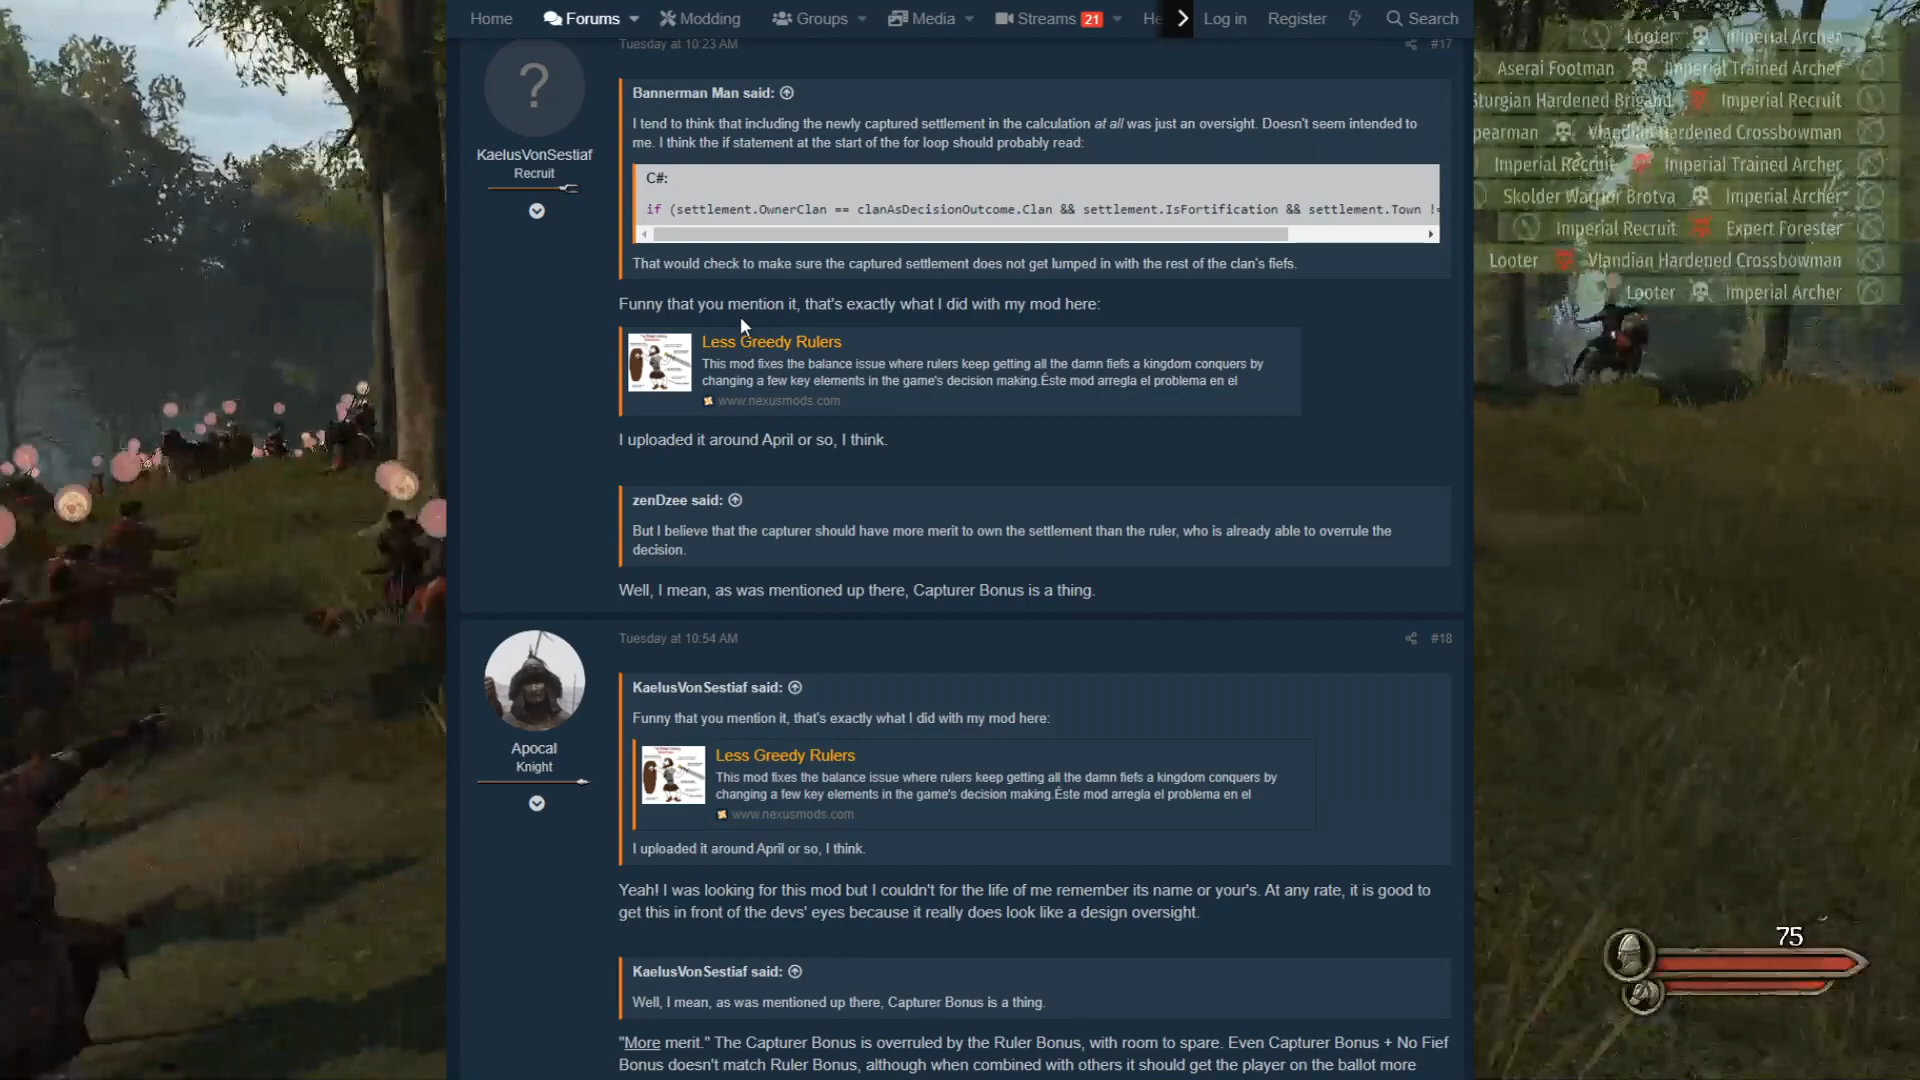 Home Forums Modding Groups Media Streams 21 He Log in Register Search
Tuesday at 10:23 AM #17
KaelusVonSestiaf
Recruit
Bannerman Man said:
I tend to think that including the newly captured settlement in the calculation at all was just an oversight. Doesn't seem intended to
me. I think the if statement at the start of the for loop should probably read:
C#:
if (settlement.OwnerClan == clanAsDecisionOutcome.Clan && settlement.IsFortification && settlement.Town !=
That would check to make sure the captured settlement does not get lumped in with the rest of the clan's fiefs.
Funny that you mention it, that's exactly what I did with my mod here:
Less Greedy Rulers
This mod fixes the balance issue where rulers keep getting all the damn fiefs a kingdom conquers by
changing a few key elements in the game's decision making.Éste mod arregla el problema en el
www.nexusmods.com
I uploaded it around April or so, I think.
zenDzee said:
But I believe that the capturer should have more merit to own the settlement than the ruler, who is already able to overrule the
decision.
Well, I mean, as was mentioned up there, Capturer Bonus is a thing.
Tuesday at 10:54 AM #18
Apocal
Knight
KaelusVonSestiaf said:
Funny that you mention it, that's exactly what I did with my mod here:
Less Greedy Rulers
This mod fixes the balance issue where rulers keep getting all the damn fiefs a kingdom conquers by
changing a few key elements in the game's decision making.Éste mod arregla el problema en el
www.nexusmods.com
I uploaded it around April or so, I think.
Yeah! I was looking for this mod but I couldn't for the life of me remember its name or your's. At any rate, it is good to
get this in front of the devs' eyes because it really does look like a design oversight.
KaelusVonSestiaf said:
Well, I mean, as was mentioned up there, Capturer Bonus is a thing.
"More merit." The Capturer Bonus is overruled by the Ruler Bonus, with room to spare. Even Capturer Bonus + No Fief
Bonus doesn't match Ruler Bonus, although when combined with others it should get the player on the ballot more
Looter Imperial Archer
Aserai Footman Imperial Trained Archer
Sturgian Hardened Brigand Imperial Recruit
pearman Vlandian Hardened Crossbowman
Imperial Recruit Imperial Trained Archer
Skolder Warrior Brotva Imperial Archer
Imperial Recruit Expert Forester
Looter Vlandian Hardened Crossbowman
Looter Imperial Archer
75